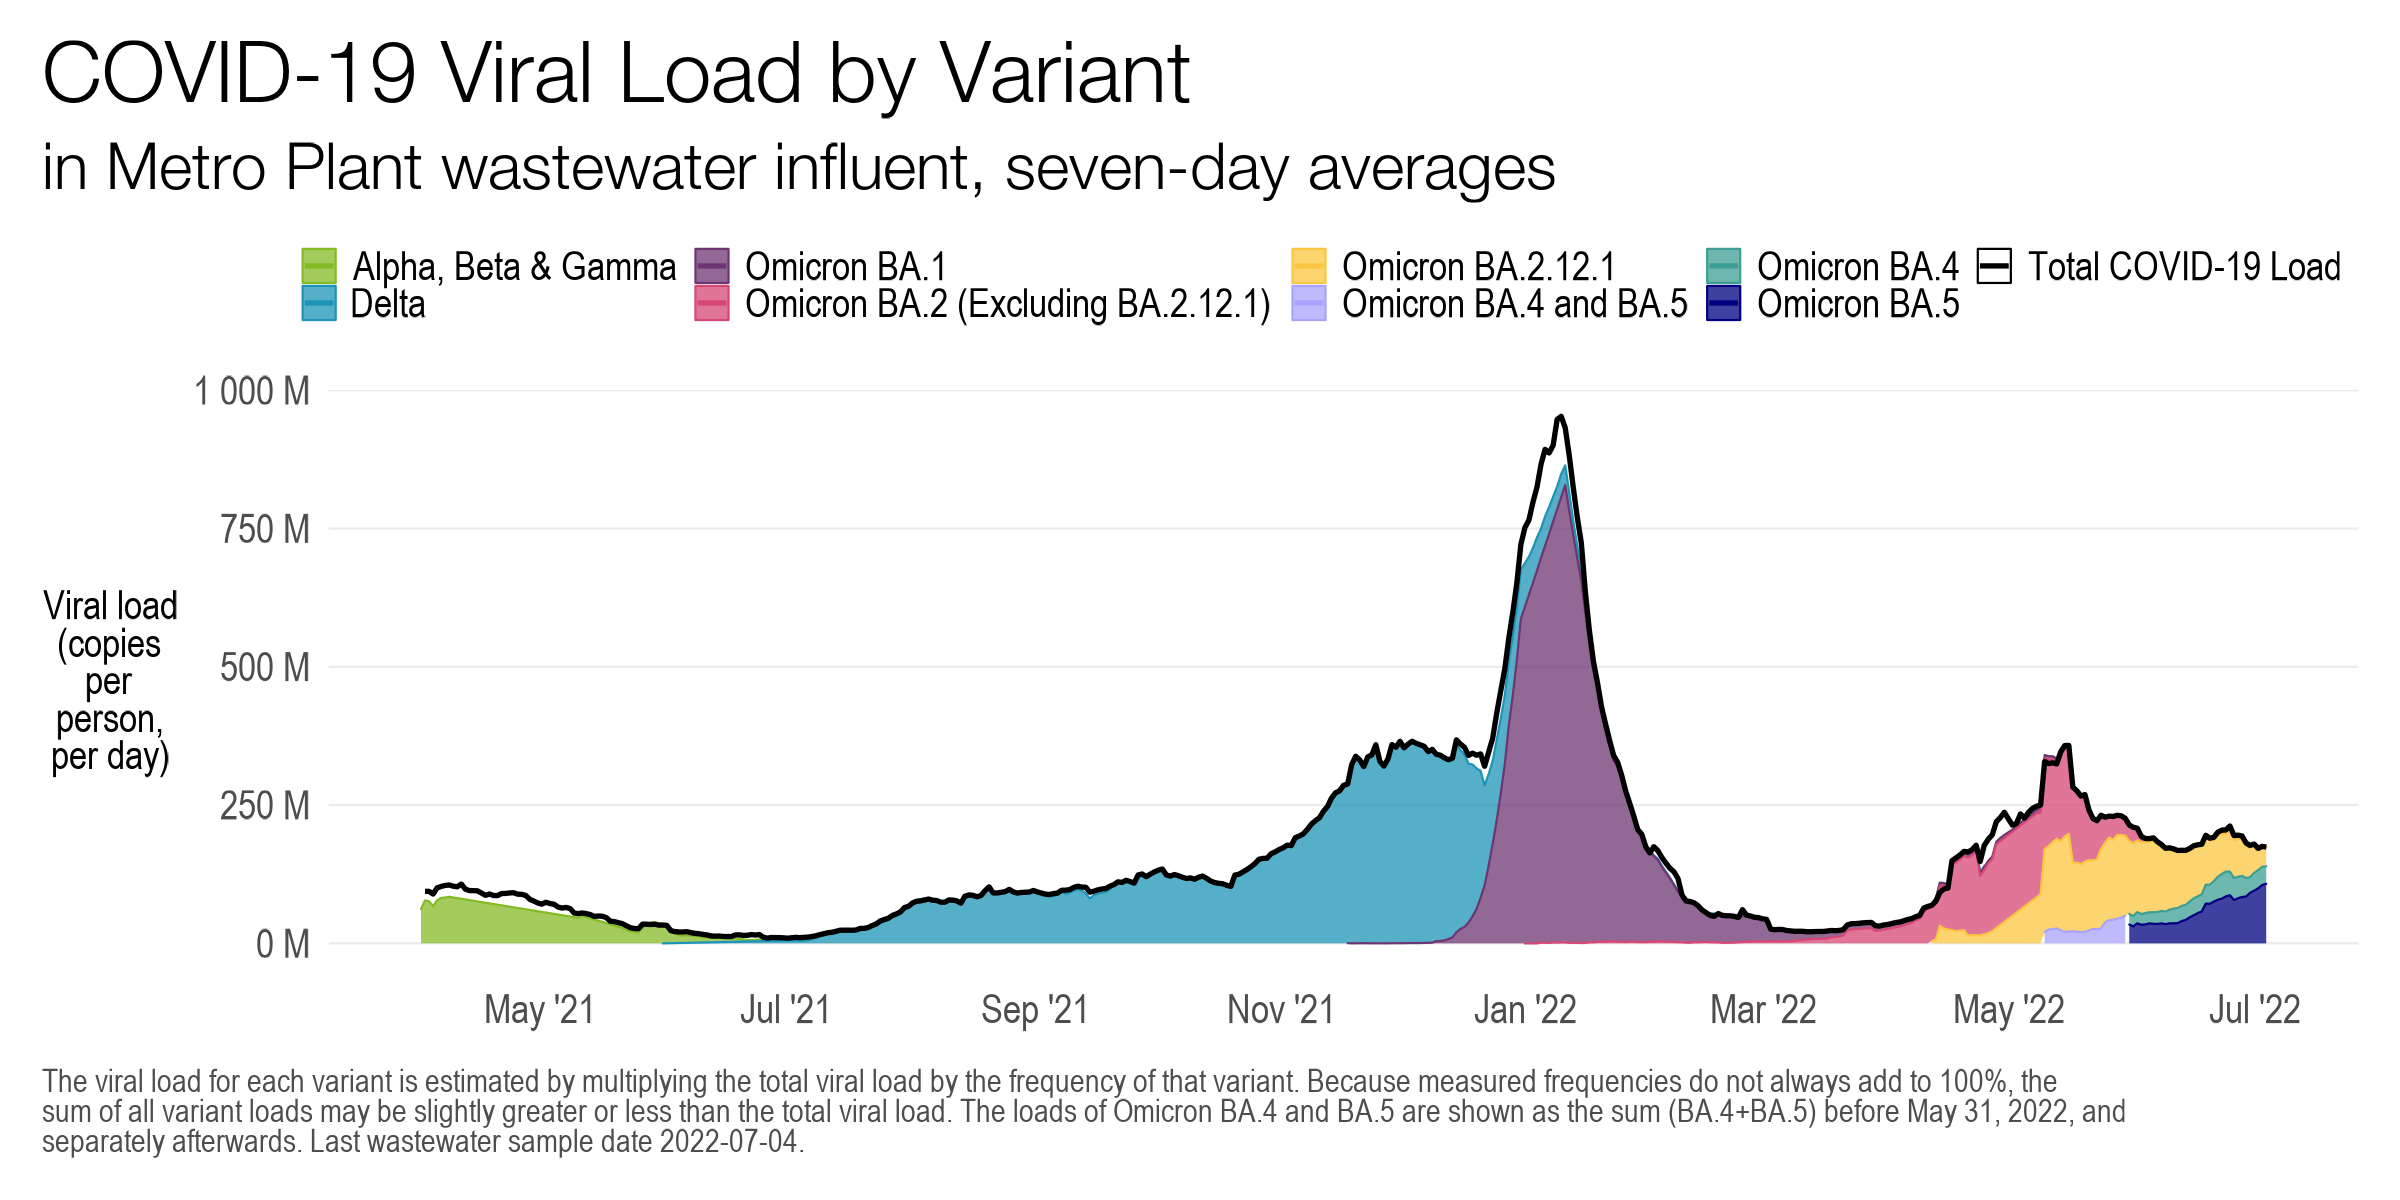 COVID-19 Viral Load by Variant
in Metro Plant wastewater influent, seven-day averages
Alpha, Beta & Gamma
Omicron BA.1
Omicron BA.2.12.1
Omicron BA.4
Total COVID-19 Load
Delta
Omicron BA.2 (Excluding BA.2.12.1)
Omicron BA.4 and BA.5
Omicron BA.5
1 000 M
750 M
500 M
250 M
0 M
Viral load
(copies
per
person,
per day)
May '21
Jul '21
Sep '21
Nov '21
Jan '22
Mar '22
May '22
Jul '22
The viral load for each variant is estimated by multiplying the total viral load by the frequency of that variant. Because measured frequencies do not always add to 100%, the
sum of all variant loads may be slightly greater or less than the total viral load. The loads of Omicron BA.4 and BA.5 are shown as the sum (BA.4+BA.5) before May 31, 2022, and
separately afterwards. Last wastewater sample date 2022-07-04.